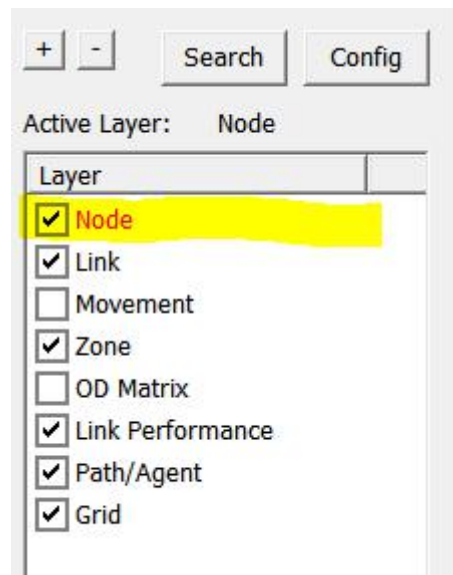 + - Search Config
Active Layer: Node
Layer
Node
Link
Movement
Zone
OD Matrix
Link Performance
Path/Agent
Grid